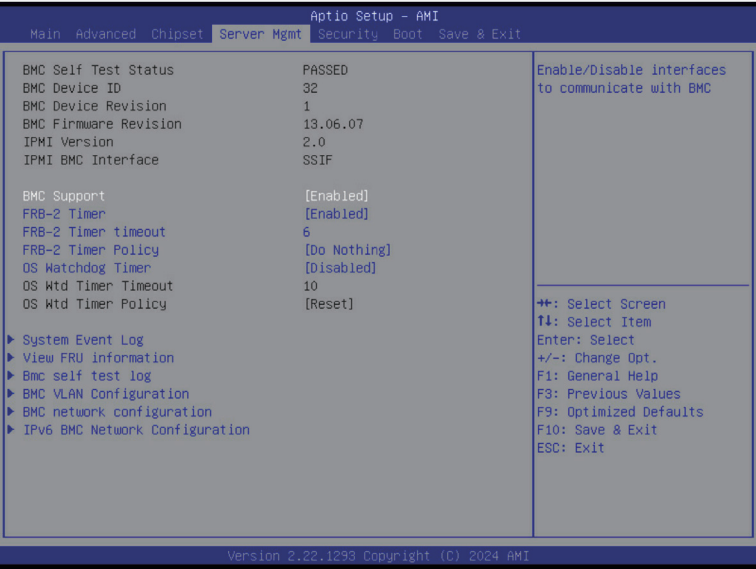 Aptio Setup - AMI
Main Advanced Chipset Server Mgmt Security Boot Save & Exit
BMC Self Test Status PASSED
BMC Device ID 32
BMC Device Revision 1
BMC Firmware Revision 13.06.07
IPMI Version 2.0
IPMI BMC Interface SSIF
BMC Support [Enabled]
FRB-2 Timer [Enabled]
FRB-2 Timer timeout 6
FRB-2 Timer Policy [Do Nothing]
OS Watchdog Timer [Disabled]
OS Wtd Timer Timeout 10
OS Wtd Timer Policy [Reset]
System Event Log
View FRU information
Bmc self test log
BMC VLAN Configuration
BMC network configuration
IPv6 BMC Network Configuration
Enable/Disable interfaces
to communicate with BMC
→←: Select Screen
↑↓: Select Item
Enter: Select
+/-: Change Opt.
F1: General Help
F3: Previous Values
F9: Optimized Defaults
F10: Save & Exit
ESC: Exit
Version 2.22.1293 Copyright (C) 2024 AMI